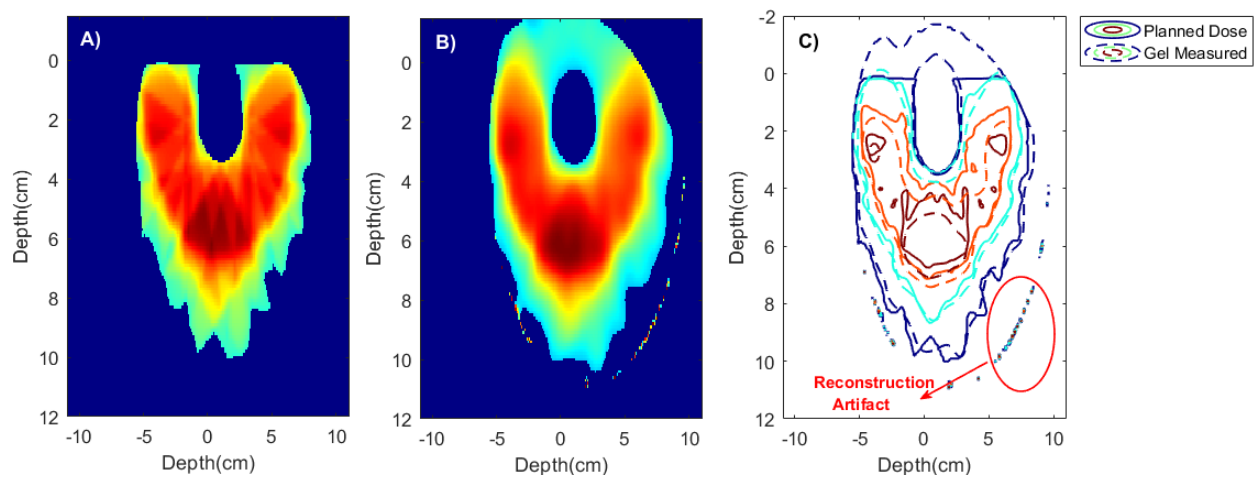 A)
0
2
4
6
8
10
12
Depth(cm)
-10
-5
0
5
10
Depth(cm)
B)
0
2
4
6
8
10
12
Depth(cm)
-10
-5
0
5
10
Depth(cm)
C)
-2
0
2
4
6
8
10
12
Depth(cm)
-10
-5
0
5
10
Depth(cm)
Reconstruction
Artifact
Planned Dose
Gel Measured